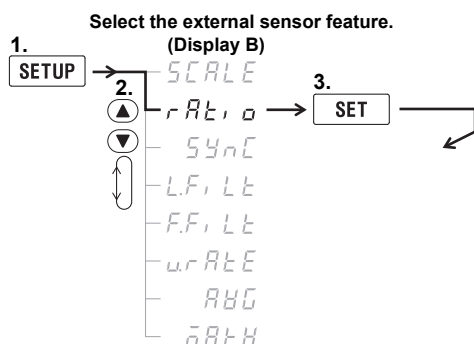 Select the external sensor feature.
(Display B)
1.
SETUP
2.
SCALE
rAtio
3.
SET
SYnC
L.FiLt
F.FiLt
u.rAtE
AVG
mAtH